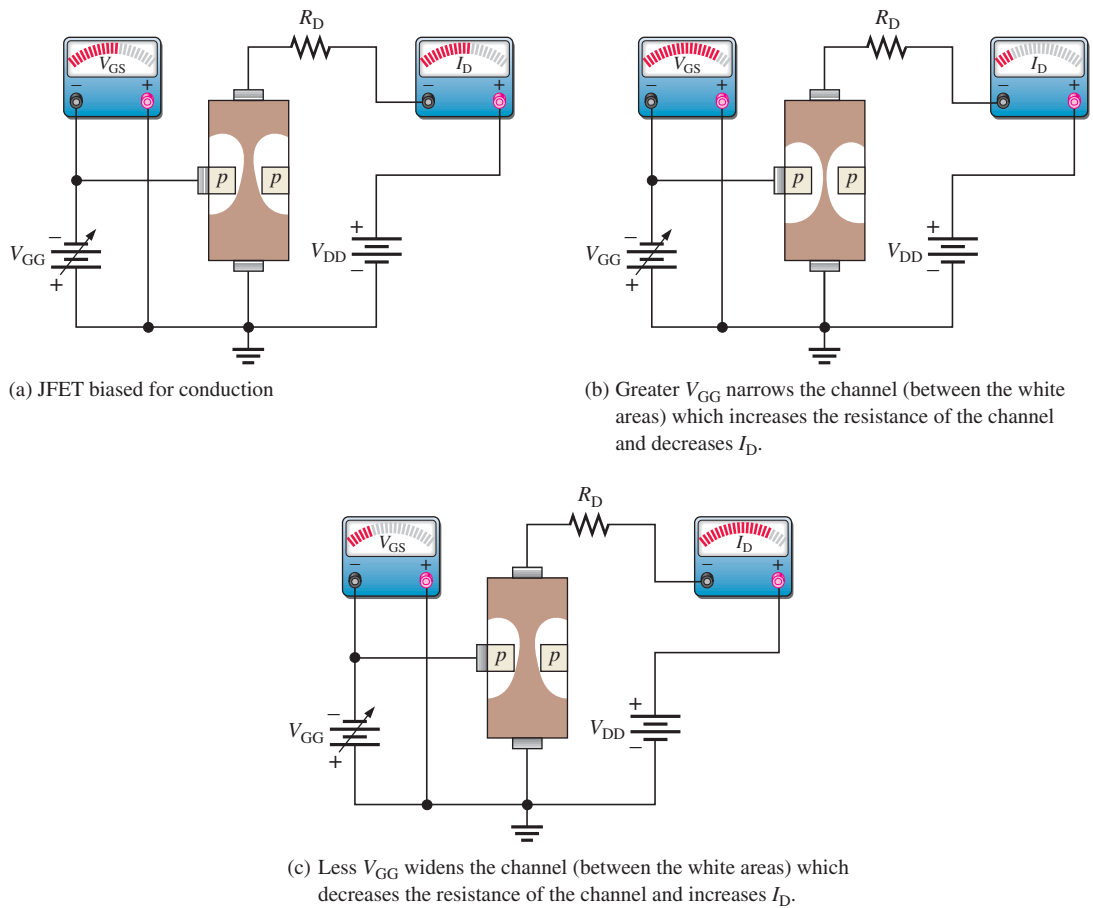 R_D
V_GS
− +
I_D
− +
p p
−
V_GG
+
+
V_DD
−
(a) JFET biased for conduction
R_D
V_GS
− +
I_D
− +
p p
−
V_GG
+
+
V_DD
−
(b) Greater V_GG narrows the channel (between the white
areas) which increases the resistance of the channel
and decreases I_D.
R_D
V_GS
− +
I_D
− +
p p
−
V_GG
+
+
V_DD
−
(c) Less V_GG widens the channel (between the white areas) which
decreases the resistance of the channel and increases I_D.